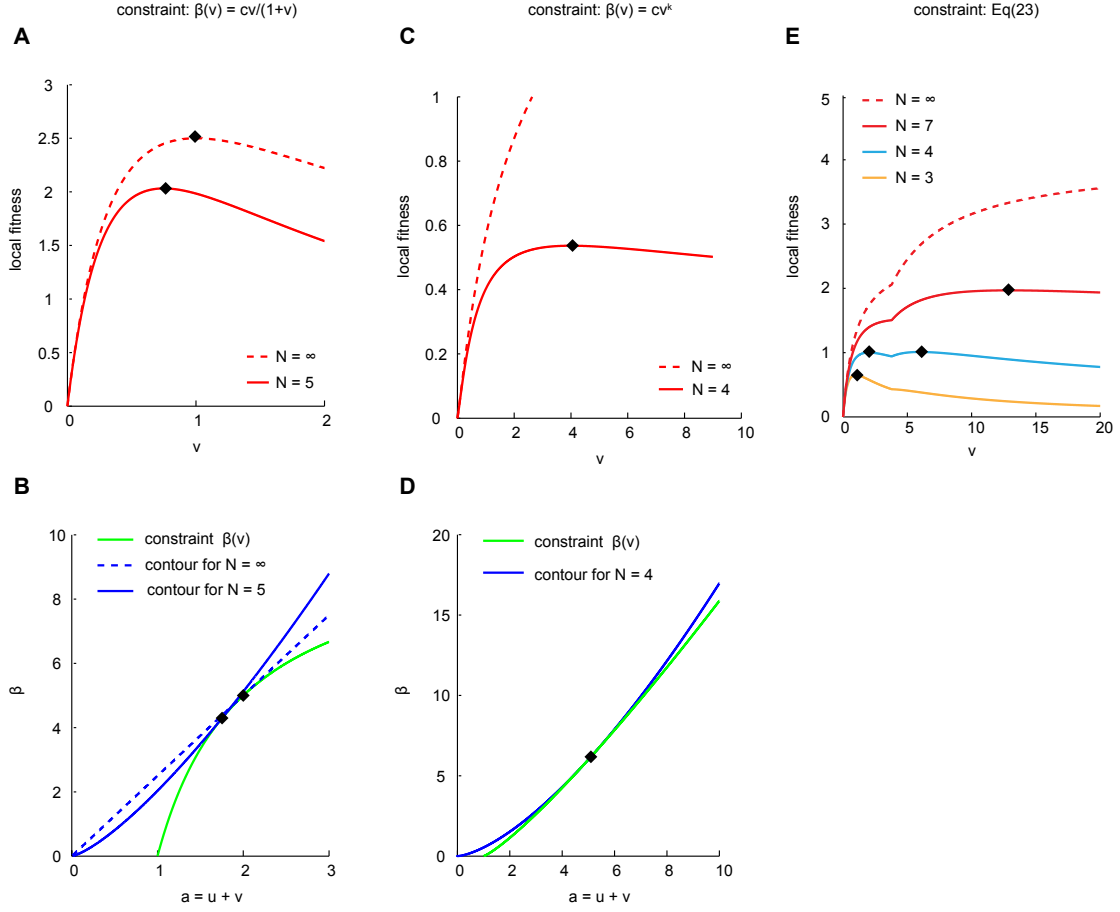 constraint: β(v) = cv/(1+v)
constraint: β(v) = cvᵏ
constraint: Eq(23)
A
local fitness
3
2.5
2
1.5
1
0.5
0
N = ∞
N = 5
0
1
2
v
C
local fitness
1
0.8
0.6
0.4
0.2
0
N = ∞
N = 4
0
2
4
6
8
10
v
E
local fitness
5
4
3
2
1
0
N = ∞
N = 7
N = 4
N = 3
0
5
10
15
20
v
B
β
10
8
6
4
2
0
constraint β(v)
contour for N = ∞
contour for N = 5
0
1
2
3
a = u + v
D
β
20
15
10
5
0
constraint β(v)
contour for N = 4
0
2
4
6
8
10
a = u + v